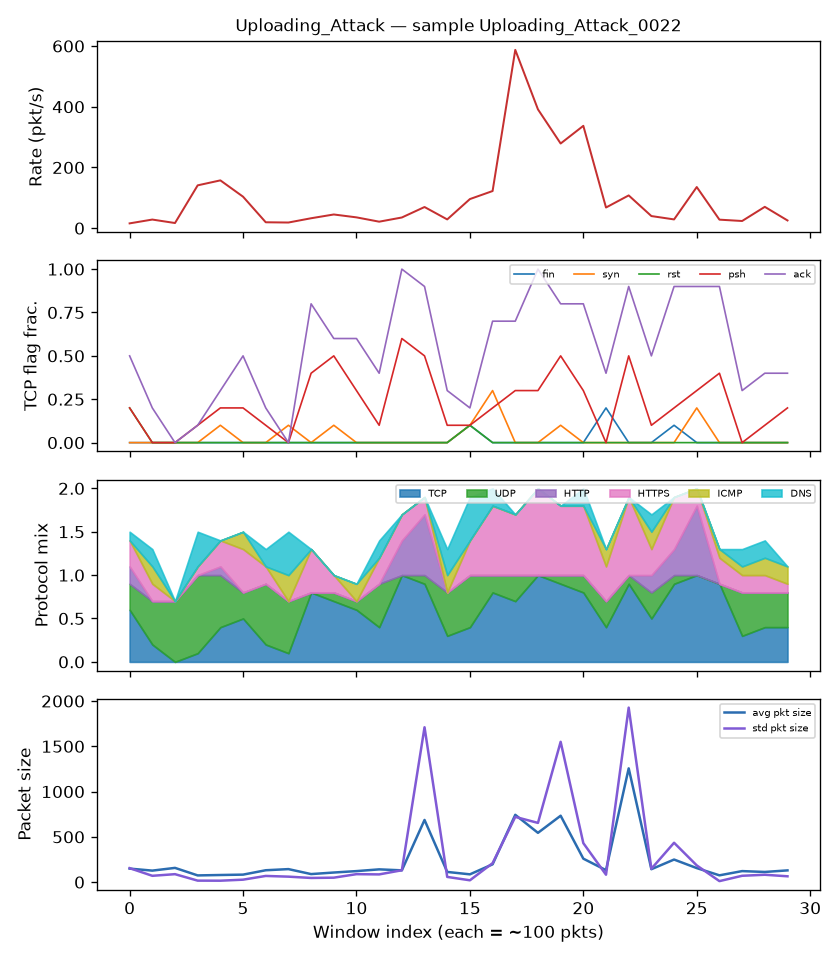 Uploading_Attack — sample Uploading_Attack_0022
Rate (pkt/s)
600
400
200
0
TCP flag frac.
1.00
0.75
0.50
0.25
0.00
fin syn rst psh ack
Protocol mix
2.0
1.5
1.0
0.5
0.0
TCP UDP HTTP HTTPS ICMP DNS
Packet size
2000
1500
1000
500
0
avg pkt size
std pkt size
0 5 10 15 20 25 30
Window index (each = ~100 pkts)